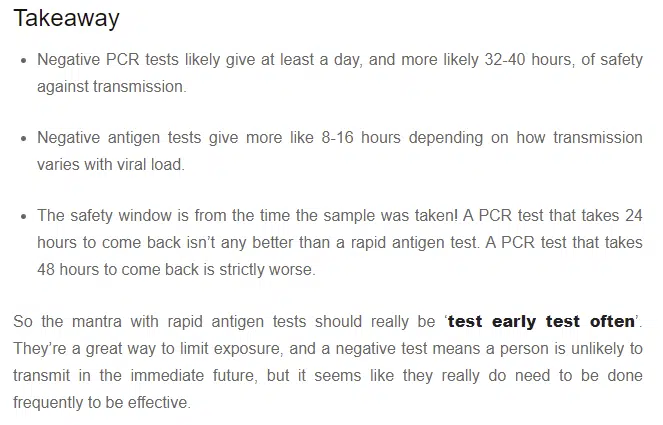 Takeaway
• Negative PCR tests likely give at least a day, and more likely 32-40 hours, of safety
against transmission.
• Negative antigen tests give more like 8-16 hours depending on how transmission
varies with viral load.
• The safety window is from the time the sample was taken! A PCR test that takes 24
hours to come back isn’t any better than a rapid antigen test. A PCR test that takes
48 hours to come back is strictly worse.
So the mantra with rapid antigen tests should really be ‘test early test often’.
They’re a great way to limit exposure, and a negative test means a person is unlikely to
transmit in the immediate future, but it seems like they really do need to be done
frequently to be effective.